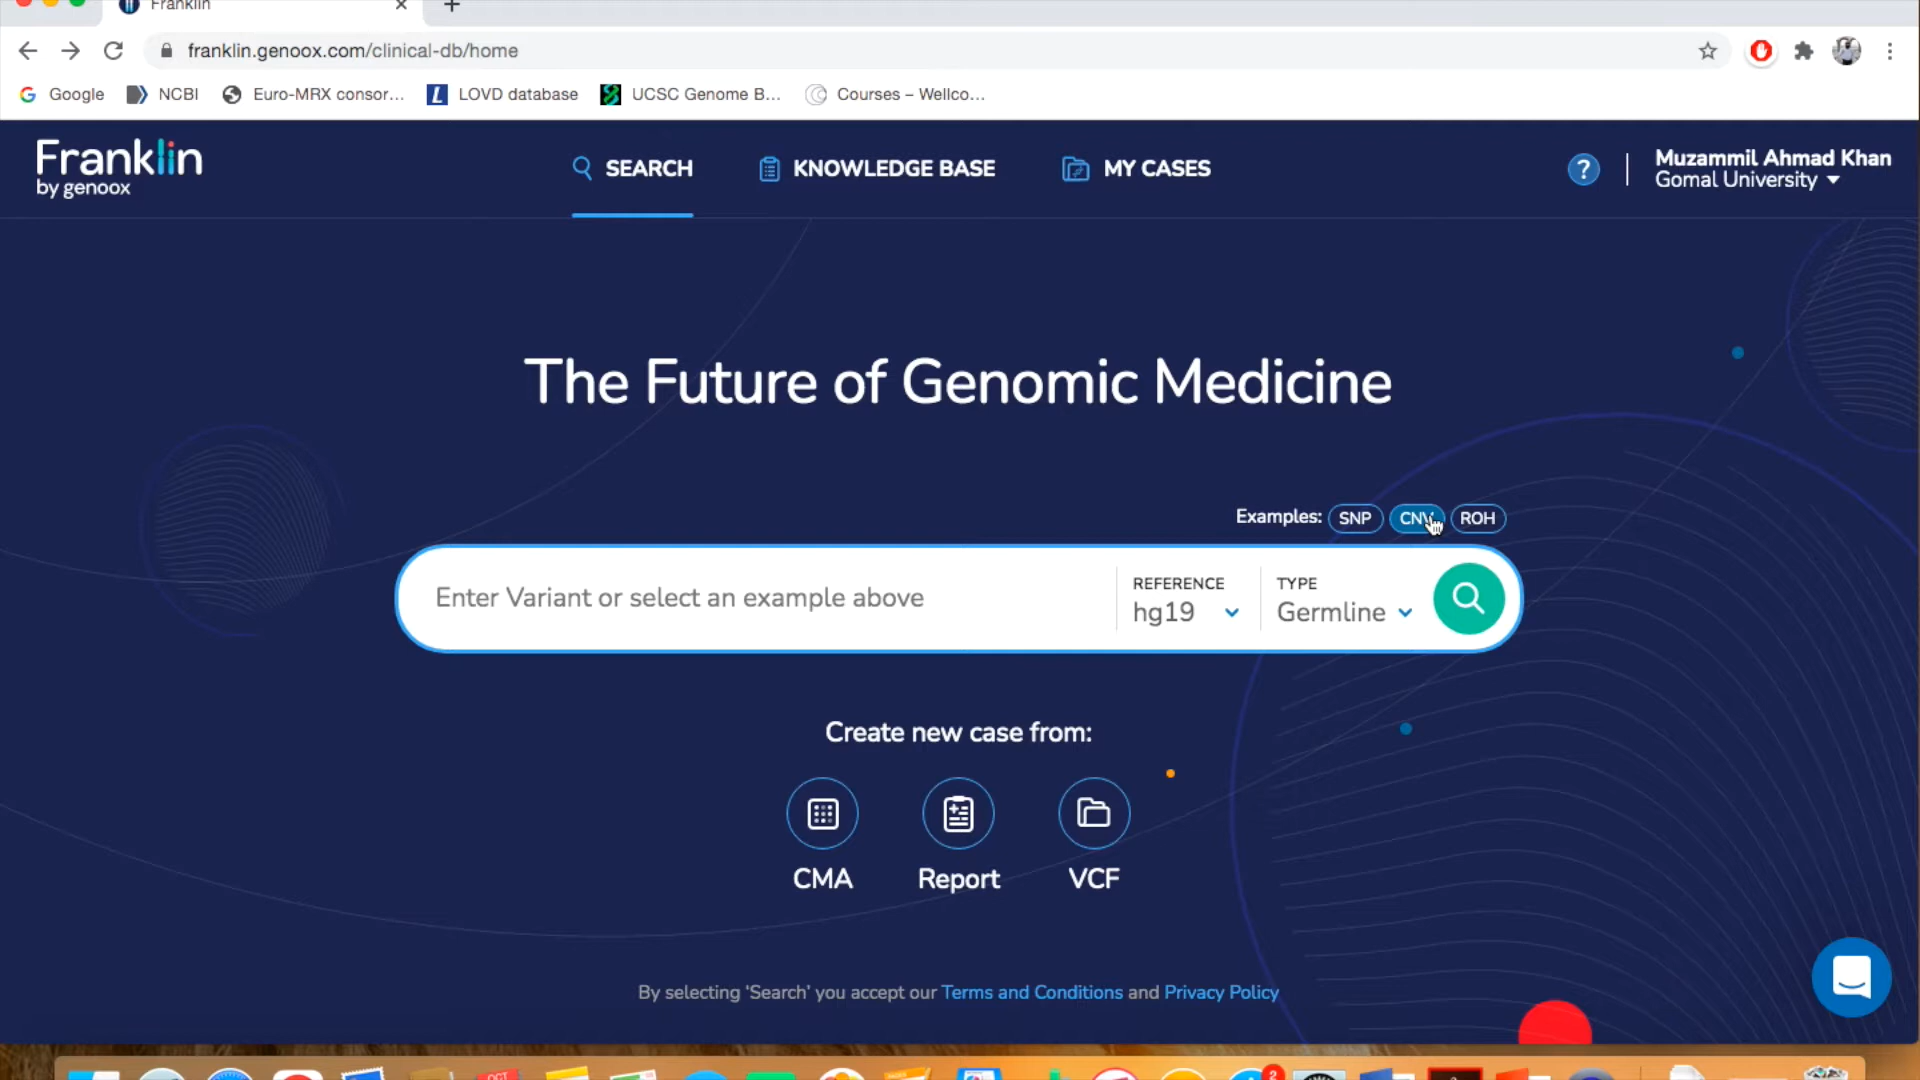 Franklin
franklin.genoox.com/clinical-db/home
Google NCBI Euro-MRX consor... LOVD database UCSC Genome B... Courses – Wellco...
Franklin
by genoox
SEARCH KNOWLEDGE BASE MY CASES
?
Muzammil Ahmad Khan
Gomal University
The Future of Genomic Medicine
Examples: SNP CNV ROH
Enter Variant or select an example above
REFERENCE
hg19
TYPE
Germline
Create new case from:
CMA Report VCF
By selecting ‘Search’ you accept our Terms and Conditions and Privacy Policy
OCT
2